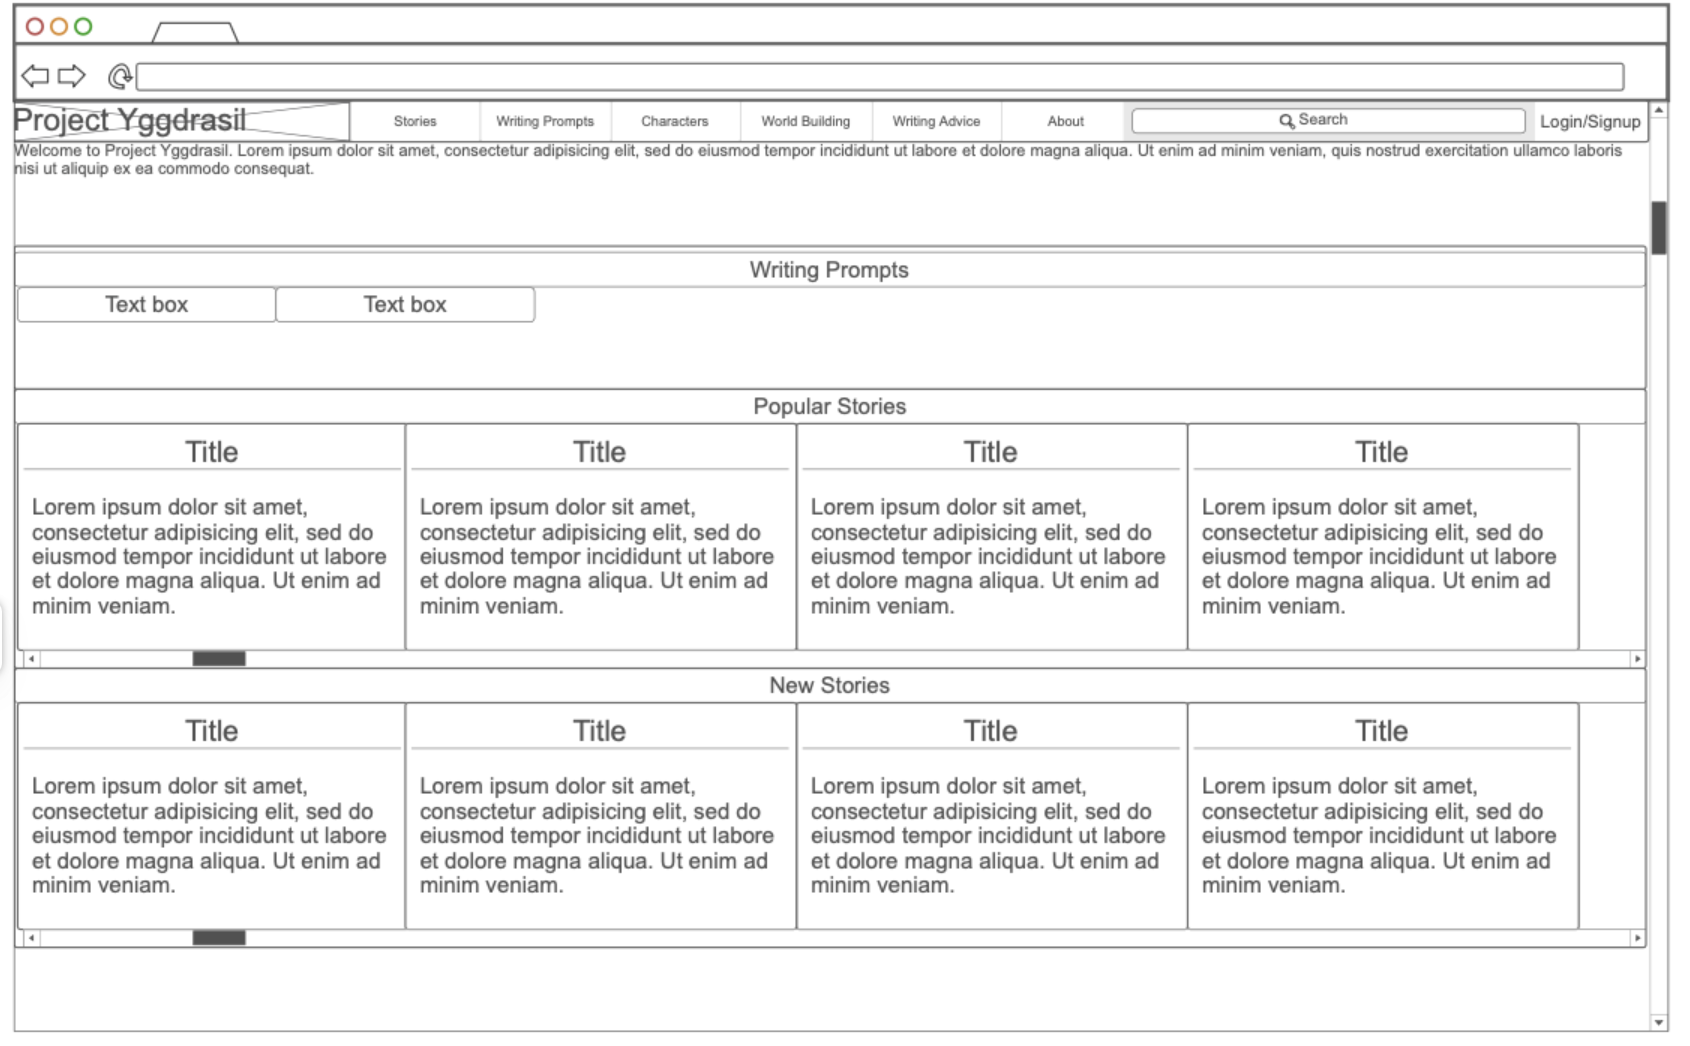 Project Yggdrasil
Stories
Writing Prompts
Characters
World Building
Writing Advice
About
Search
Login/Signup
Welcome to Project Yggdrasil. Lorem ipsum dolor sit amet, consectetur adipisicing elit, sed do eiusmod tempor incididunt ut labore et dolore magna aliqua. Ut enim ad minim veniam, quis nostrud exercitation ullamco laboris
nisi ut aliquip ex ea commodo consequat.
Writing Prompts
Text box
Text box
Popular Stories
Title
Lorem ipsum dolor sit amet,
consectetur adipisicing elit, sed do
eiusmod tempor incididunt ut labore
et dolore magna aliqua. Ut enim ad
minim veniam.
Title
Lorem ipsum dolor sit amet,
consectetur adipisicing elit, sed do
eiusmod tempor incididunt ut labore
et dolore magna aliqua. Ut enim ad
minim veniam.
Title
Lorem ipsum dolor sit amet,
consectetur adipisicing elit, sed do
eiusmod tempor incididunt ut labore
et dolore magna aliqua. Ut enim ad
minim veniam.
Title
Lorem ipsum dolor sit amet,
consectetur adipisicing elit, sed do
eiusmod tempor incididunt ut labore
et dolore magna aliqua. Ut enim ad
minim veniam.
New Stories
Title
Lorem ipsum dolor sit amet,
consectetur adipisicing elit, sed do
eiusmod tempor incididunt ut labore
et dolore magna aliqua. Ut enim ad
minim veniam.
Title
Lorem ipsum dolor sit amet,
consectetur adipisicing elit, sed do
eiusmod tempor incididunt ut labore
et dolore magna aliqua. Ut enim ad
minim veniam.
Title
Lorem ipsum dolor sit amet,
consectetur adipisicing elit, sed do
eiusmod tempor incididunt ut labore
et dolore magna aliqua. Ut enim ad
minim veniam.
Title
Lorem ipsum dolor sit amet,
consectetur adipisicing elit, sed do
eiusmod tempor incididunt ut labore
et dolore magna aliqua. Ut enim ad
minim veniam.